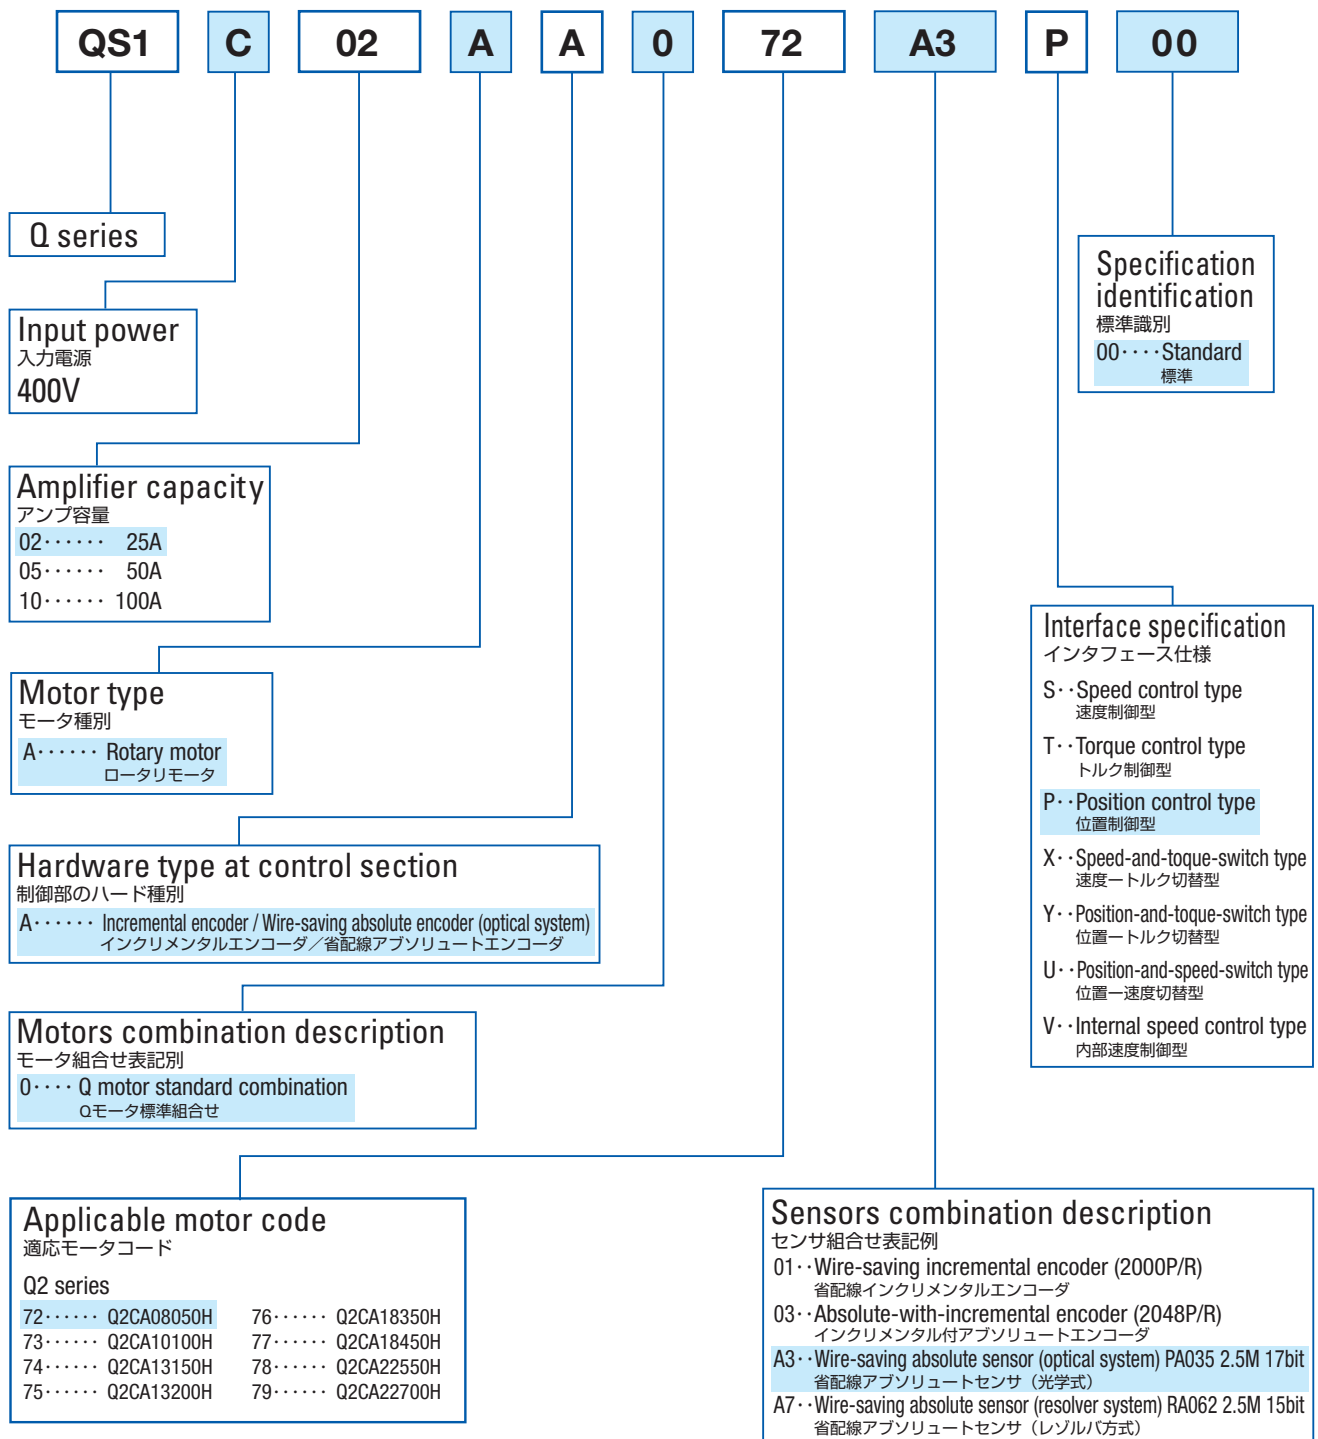 QS1 C 02 A A 0 72 A3 P 00
Q series
Input power
入力電源
400V
Amplifier capacity
アンプ容量
02······ 25A
05······ 50A
10······ 100A
Motor type
モータ種別
A······ Rotary motor
ロータリモータ
Hardware type at control section
制御部のハード種別
A······ Incremental encoder / Wire-saving absolute encoder (optical system)
インクリメンタルエンコーダ／省配線アブソリュートエンコーダ
Motors combination description
モータ組合せ表記別
0···· Q motor standard combination
Qモータ標準組合せ
Applicable motor code
適応モータコード
Q2 series
72······ Q2CA08050H
73······ Q2CA10100H
74······ Q2CA13150H
75······ Q2CA13200H
76······ Q2CA18350H
77······ Q2CA18450H
78······ Q2CA22550H
79······ Q2CA22700H
Specification
identification
標準識別
00····Standard
標準
Interface specification
インタフェース仕様
S··Speed control type
速度制御型
T··Torque control type
トルク制御型
P··Position control type
位置制御型
X··Speed-and-toque-switch type
速度ートルク切替型
Y··Position-and-toque-switch type
位置ートルク切替型
U··Position-and-speed-switch type
位置ー速度切替型
V··Internal speed control type
内部速度制御型
Sensors combination description
センサ組合せ表記例
01··Wire-saving incremental encoder (2000P/R)
省配線インクリメンタルエンコーダ
03··Absolute-with-incremental encoder (2048P/R)
インクリメンタル付アブソリュートエンコーダ
A3··Wire-saving absolute sensor (optical system) PA035 2.5M 17bit
省配線アブソリュートセンサ（光学式）
A7··Wire-saving absolute sensor (resolver system) RA062 2.5M 15bit
省配線アブソリュートセンサ（レゾルバ方式）